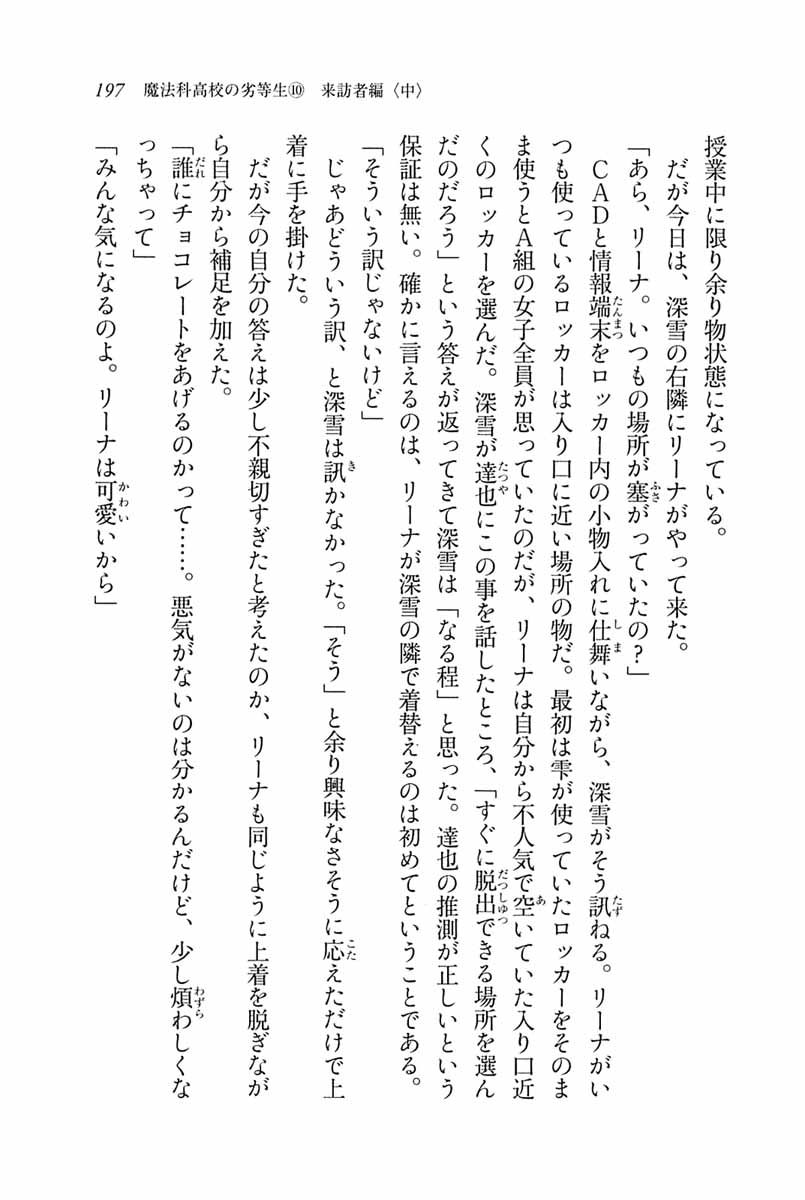 197　魔法科高校の劣等生⑩　来訪者編〈中〉
授業中に限り余り物状態になっている。
だが今日は、深雪の右隣にリーナがやって来た。
「あら、リーナ。いつもの場所が塞がっていたの？」
ＣＡＤと情報端末をロッカー内の小物入れに仕舞いながら、深雪がそう訊ねる。リーナがい
つも使っているロッカーは入り口に近い場所の物だ。最初は雫が使っていたロッカーをそのま
ま使うとＡ組の女子全員が思っていたのだが、リーナは自分から不人気で空いていた入り口近
くのロッカーを選んだ。深雪が達也にこの事を話したところ、「すぐに脱出できる場所を選ん
だのだろう」という答えが返ってきて深雪は「なる程」と思った。達也の推測が正しいという
保証は無い。確かに言えるのは、リーナが深雪の隣で着替えるのは初めてということである。
「そういう訳じゃないけど」
じゃあどういう訳、と深雪は訊かなかった。「そう」と余り興味なさそうに応えただけで上
着に手を掛けた。
だが今の自分の答えは少し不親切すぎたと考えたのか、リーナも同じように上着を脱ぎなが
ら自分から補足を加えた。
「誰にチョコレートをあげるのかって……。悪気がないのは分かるんだけど、少し煩わしくな
っちゃって」
「みんな気になるのよ。リーナは可愛いから」